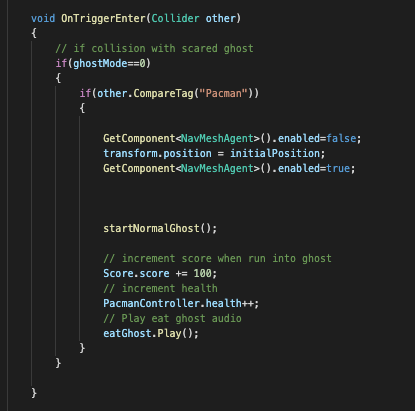 void OnTriggerEnter(Collider other)
{
// if collision with scared ghost
if(ghostMode==0)
{
if(other.CompareTag("Pacman"))
{
GetComponent<NavMeshAgent>().enabled=false;
transform.position = initialPosition;
GetComponent<NavMeshAgent>().enabled=true;
startNormalGhost();
// increment score when run into ghost
Score.score += 100;
// increment health
PacmanController.health++;
// Play eat ghost audio
eatGhost.Play();
}
}
}